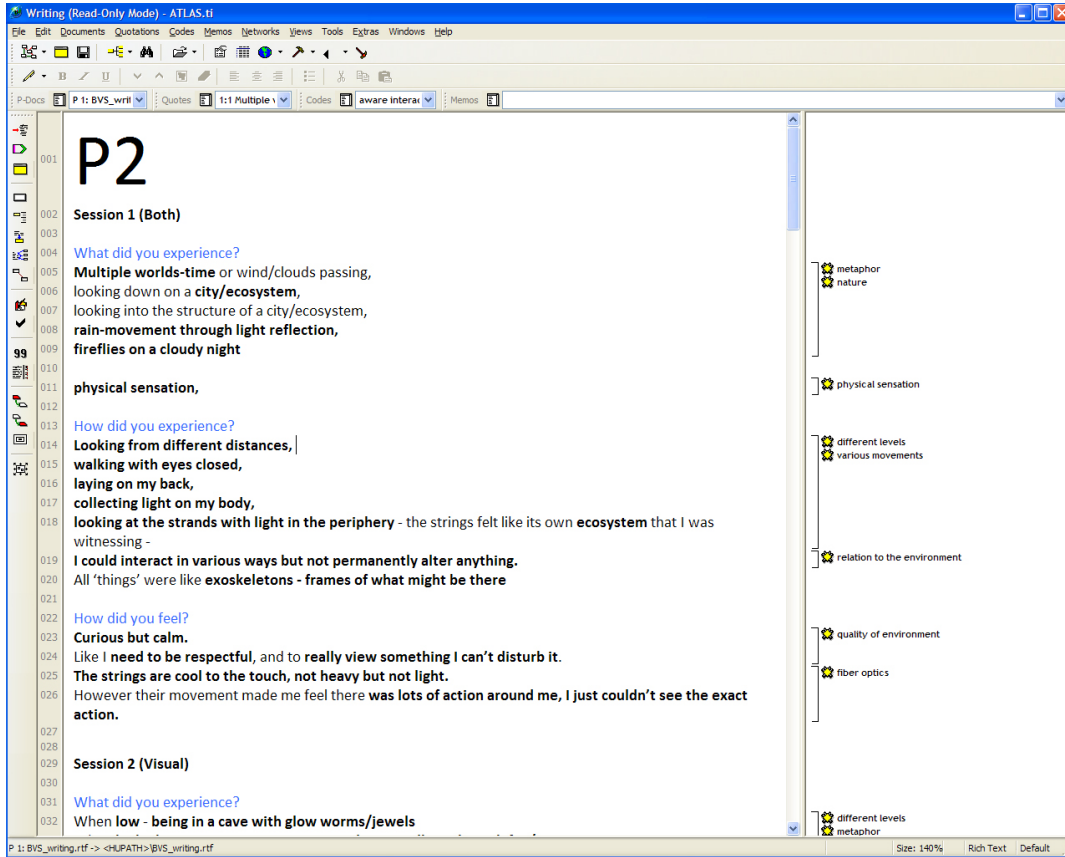 Writing (Read-Only Mode) - ATLAS.ti
File Edit Documents Quotations Codes Memos Networks Views Tools Extras Windows Help
B I U
P-Docs P 1: BVS_writ Quotes 1:1 Multiple Codes aware interac Memos
001 P2
002 Session 1 (Both)
003
004 What did you experience?
005 Multiple worlds-time or wind/clouds passing,
006 looking down on a city/ecosystem,
007 looking into the structure of a city/ecosystem,
008 rain-movement through light reflection,
009 fireflies on a cloudy night
010
011 physical sensation,
012
013 How did you experience?
014 Looking from different distances,
015 walking with eyes closed,
016 laying on my back,
017 collecting light on my body,
018 looking at the strands with light in the periphery - the strings felt like its own ecosystem that I was
witnessing -
019 I could interact in various ways but not permanently alter anything.
020 All ‘things’ were like exoskeletons - frames of what might be there
021
022 How did you feel?
023 Curious but calm.
024 Like I need to be respectful, and to really view something I can’t disturb it.
025 The strings are cool to the touch, not heavy but not light.
026 However their movement made me feel there was lots of action around me, I just couldn’t see the exact
action.
027
028
029 Session 2 (Visual)
030
031 What did you experience?
032 When low - being in a cave with glow worms/jewels
metaphor
nature
physical sensation
different levels
various movements
relation to the environment
quality of environment
fiber optics
different levels
metaphor
99
P 1: BVS_writing.rtf -> <HUPATH>\BVS_writing.rtf
Size: 140% Rich Text Default